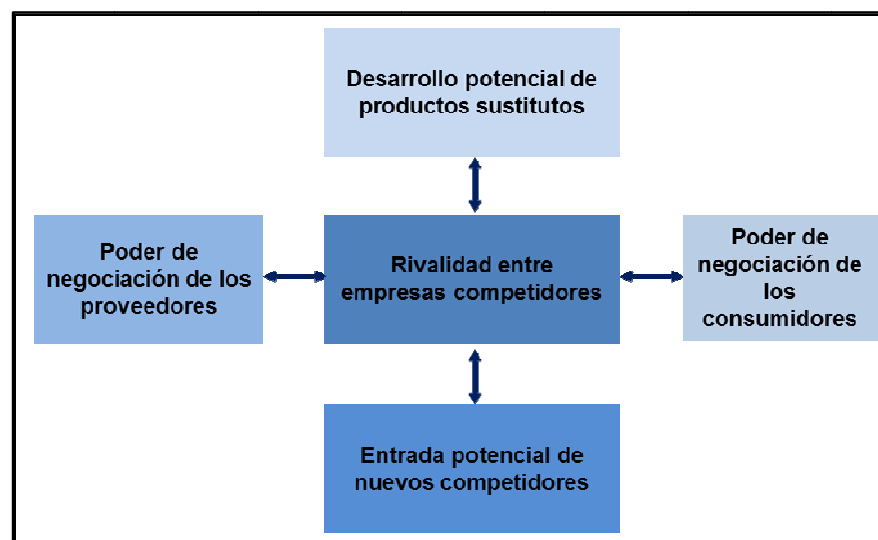 Desarrollo potencial de
productos sustitutos
Poder de
negociación de los
proveedores
Rivalidad entre
empresas competidores
Poder de
negociación de
los
consumidores
Entrada potencial de
nuevos competidores